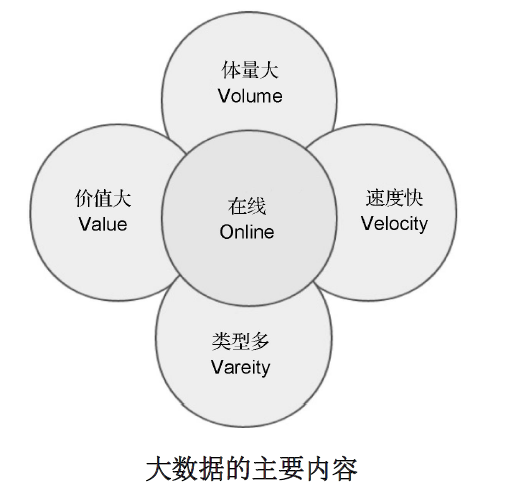 体量大
Volume
价值大
Value
在线
Online
速度快
Velocity
类型多
Vareity
大数据的主要内容